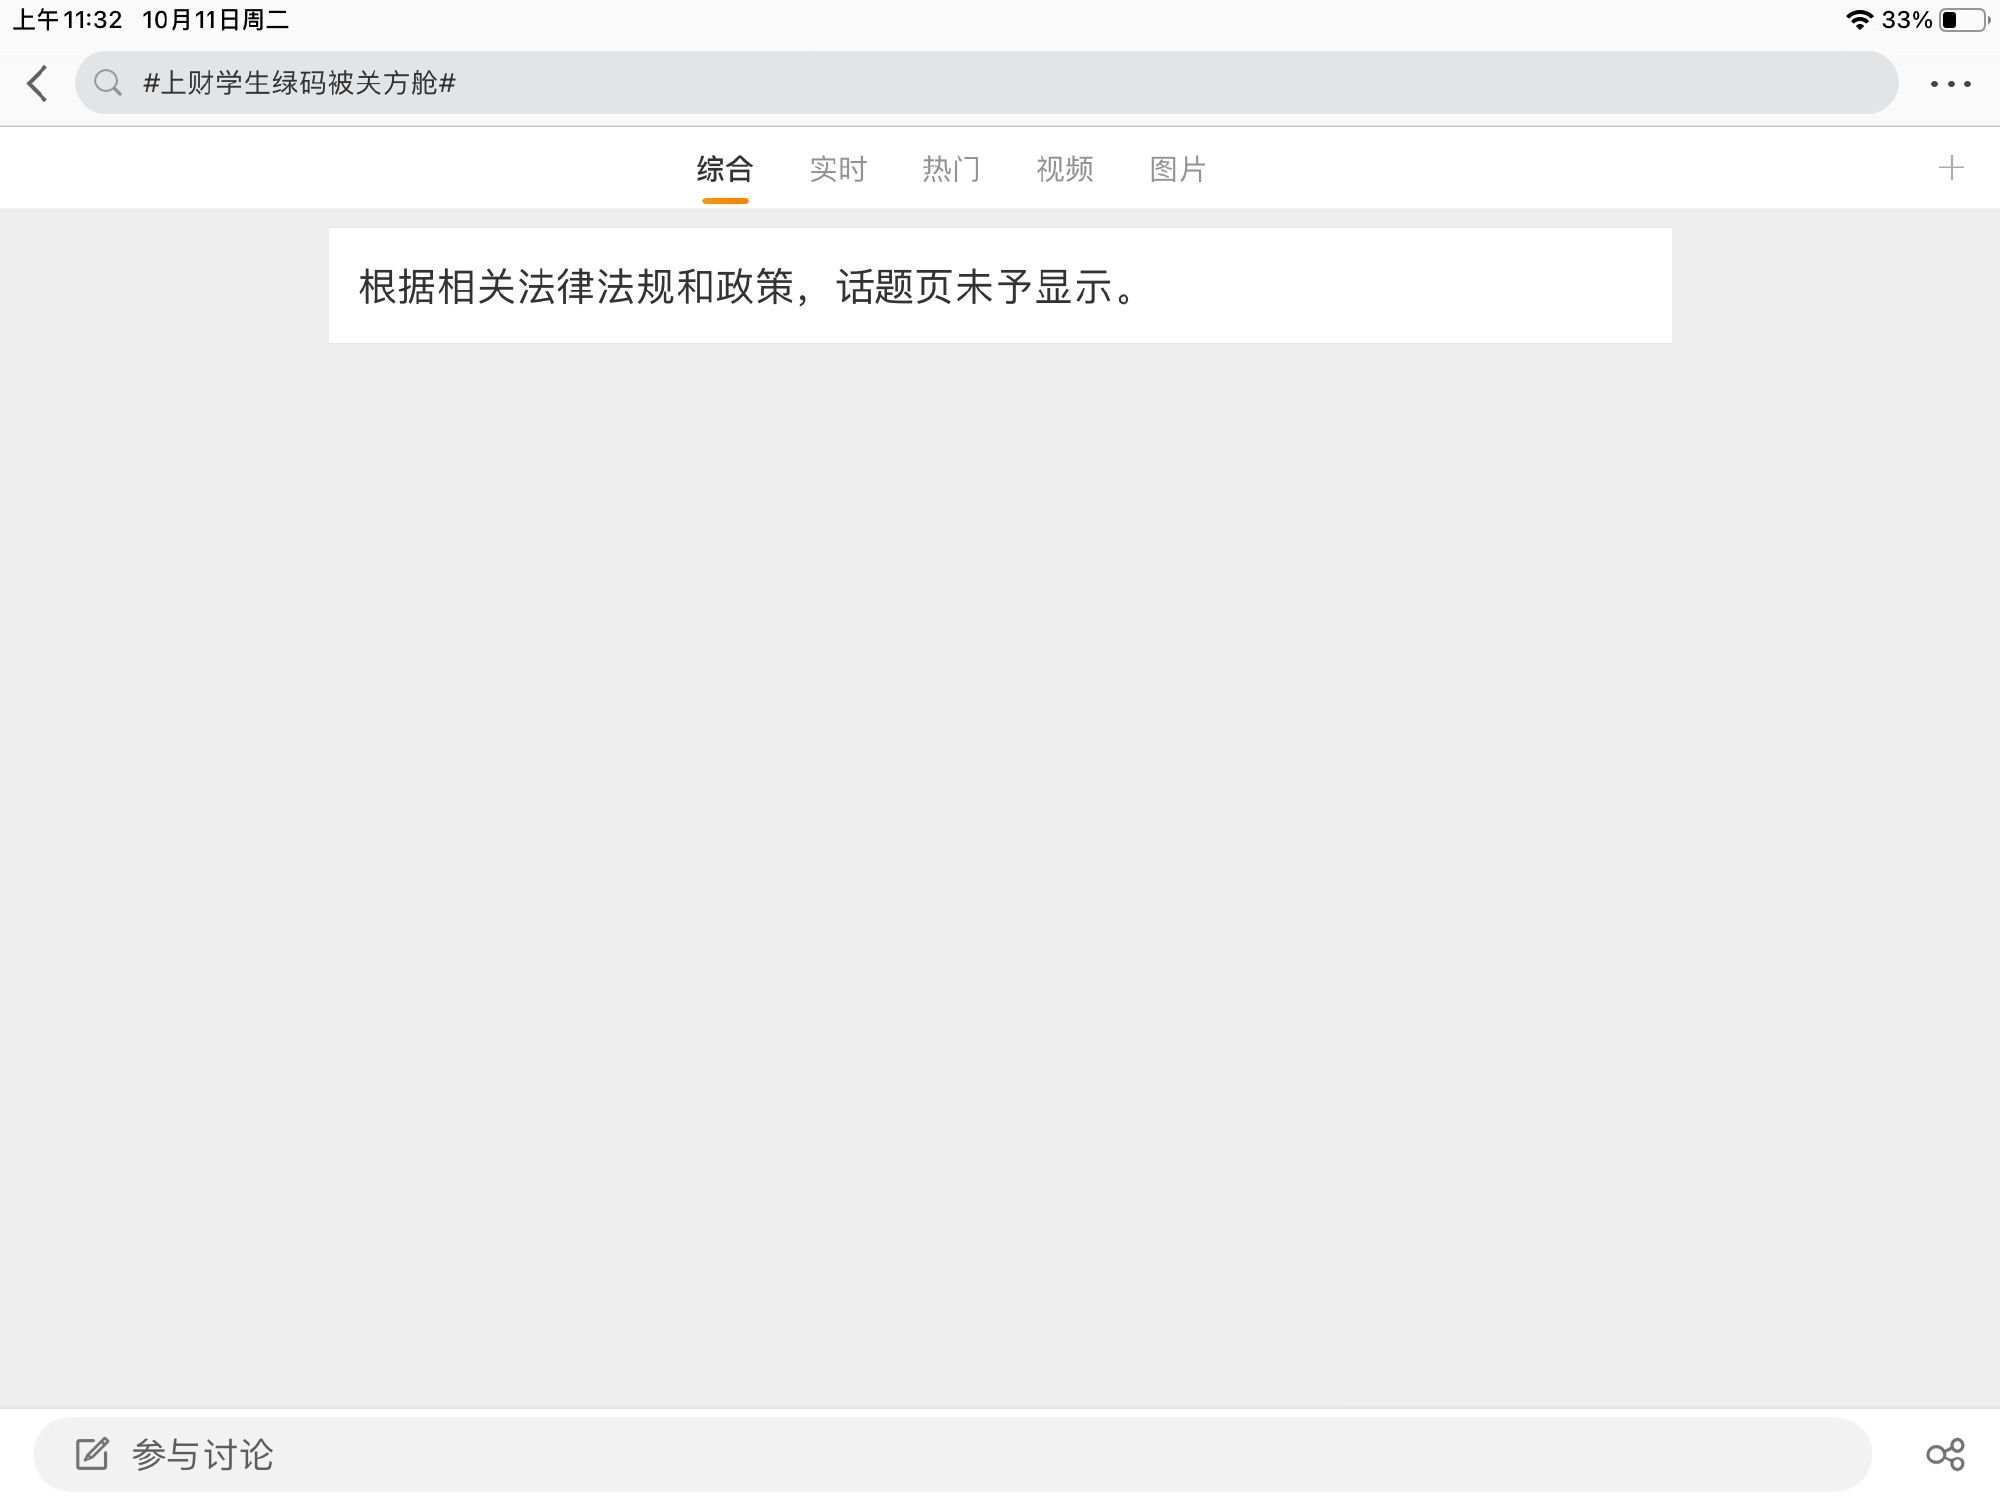 上午11:32 10月11日周二 33%
#上财学生绿码被关方舱#
综合 实时 热门 视频 图片
根据相关法律法规和政策，话题页未予显示。
参与讨论